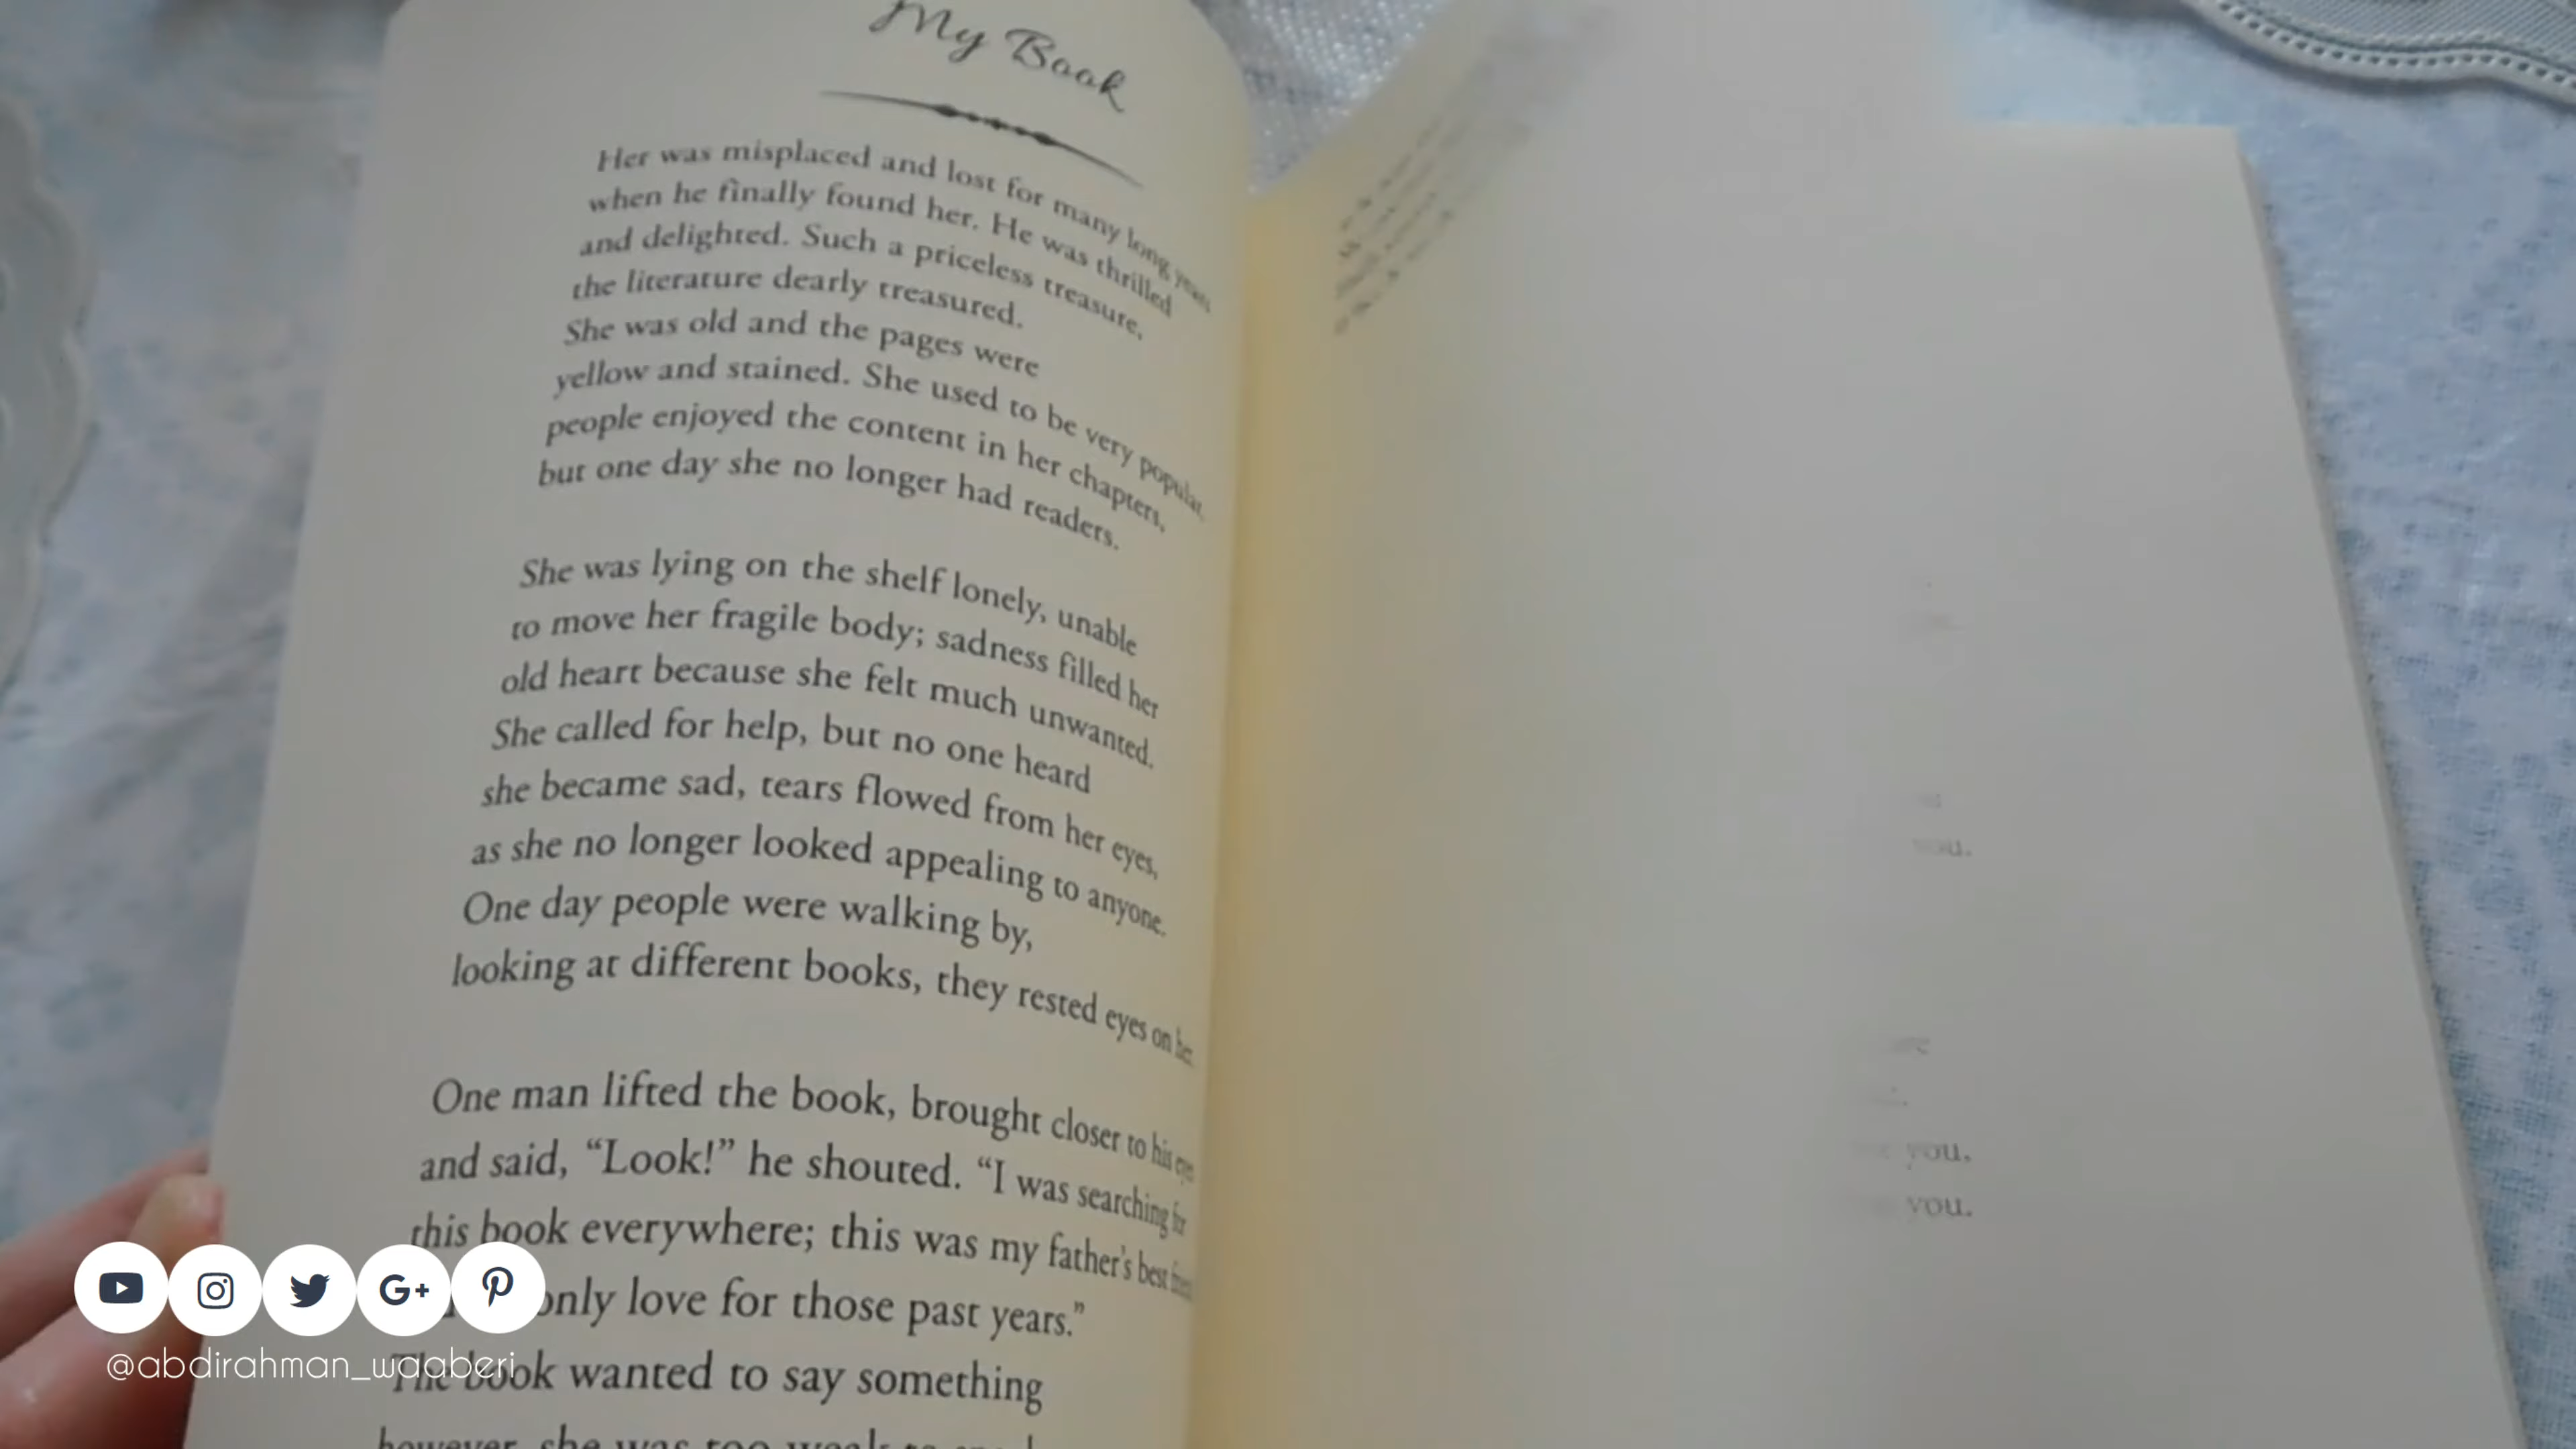 My Book
Her was misplaced and lost for many long years
when he finally found her. He was thrilled
and delighted. Such a priceless treasure,
the literature dearly treasured.
She was old and the pages were
yellow and stained. She used to be very popular,
people enjoyed the content in her chapters,
but one day she no longer had readers.
She was lying on the shelf lonely, unable
to move her fragile body; sadness filled her
old heart because she felt much unwanted.
She called for help, but no one heard
she became sad, tears flowed from her eyes,
as she no longer looked appealing to anyone.
One day people were walking by,
looking at different books, they rested eyes on her.
One man lifted the book, brought closer to his eyes
and said, “Look!” he shouted. “I was searching for
this book everywhere; this was my father's best friend
only love for those past years.”
The book wanted to say something
however, she was too weak to
you.
you.
you.
G+
@abdirahman_waaberi